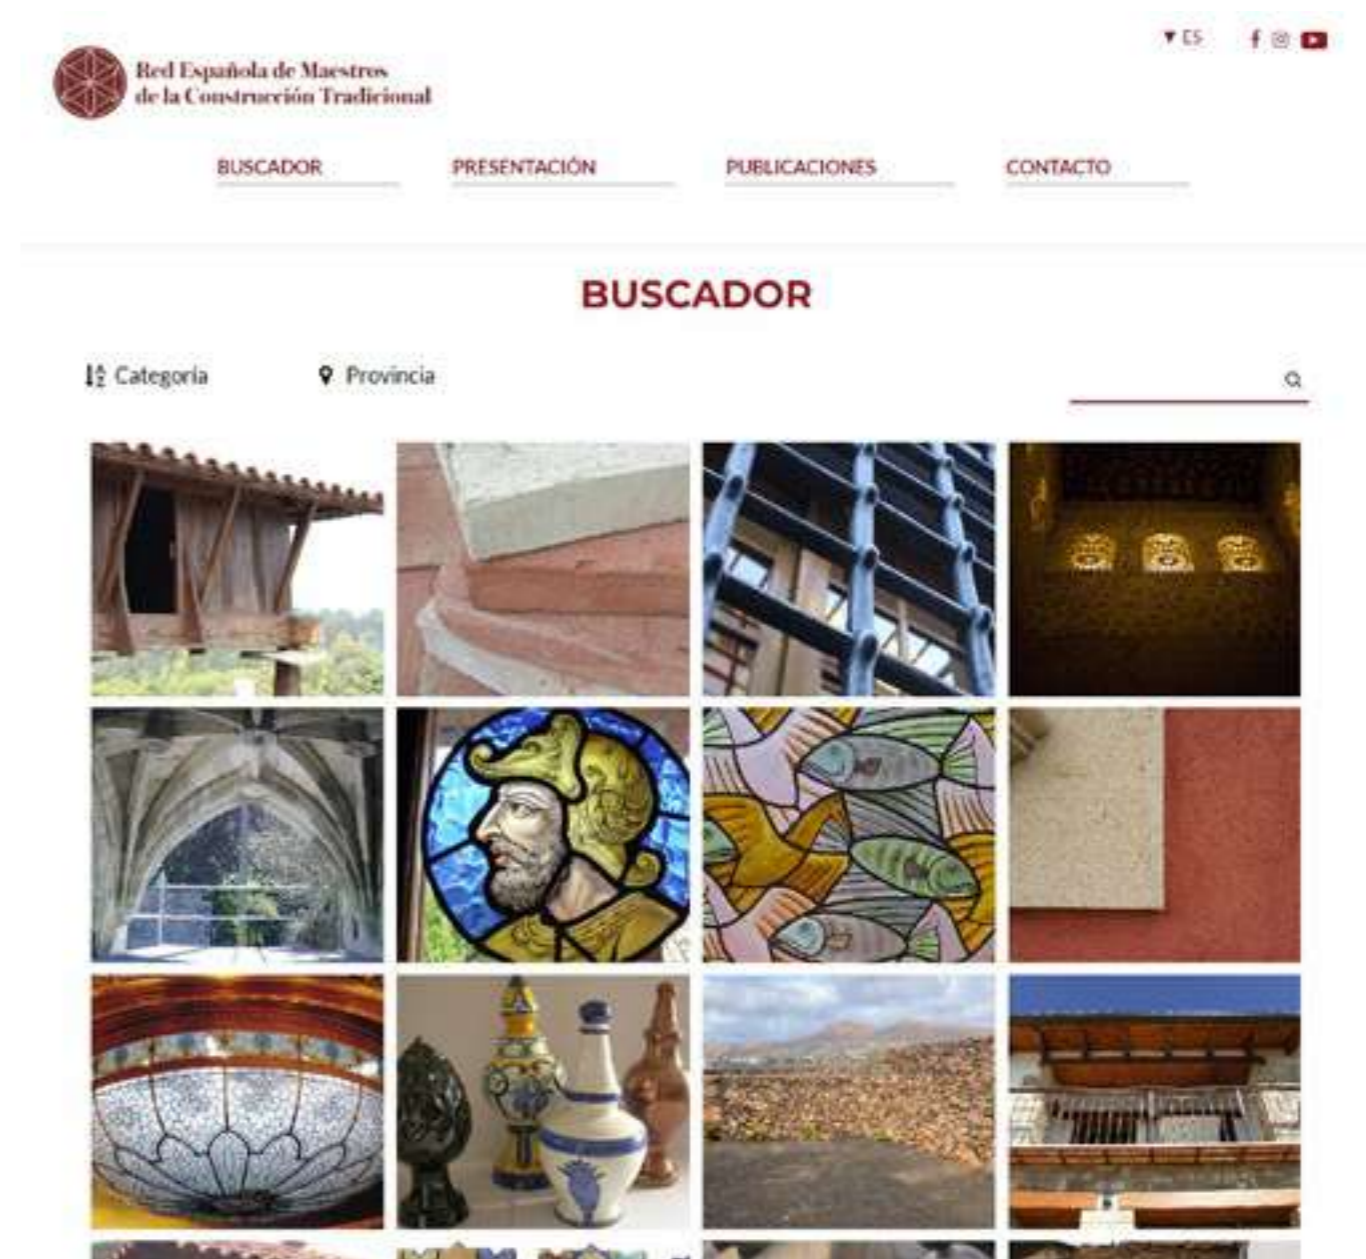 ▼ ES
Red Española de Maestros
de la Construcción Tradicional
BUSCADOR
PRESENTACIÓN
PUBLICACIONES
CONTACTO
BUSCADOR
Categoría
Provincia